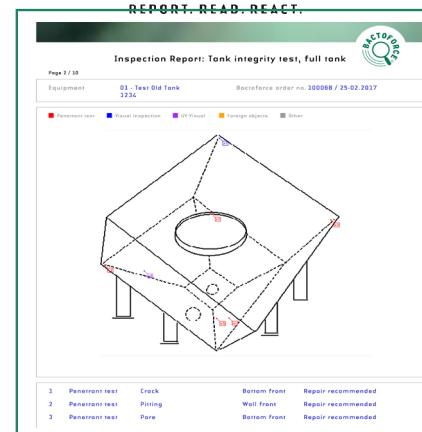 REPORT. READ. REACT.
BACTOFORCE
Inspection Report: Tank integrity test, full tank
Page 2 / 10
Equipment 01 - Test Old Tank Bactoforce order no. 100068 / 25-02.2017
1234
Penetrant test Visual Inspection UV-Visual Foreign objects Other
1 Penetrant test Crack Bottom front Repair recommended
2 Penetrant test Pitting Wall front Repair recommended
3 Penetrant test Pore Bottom front Repair recommended